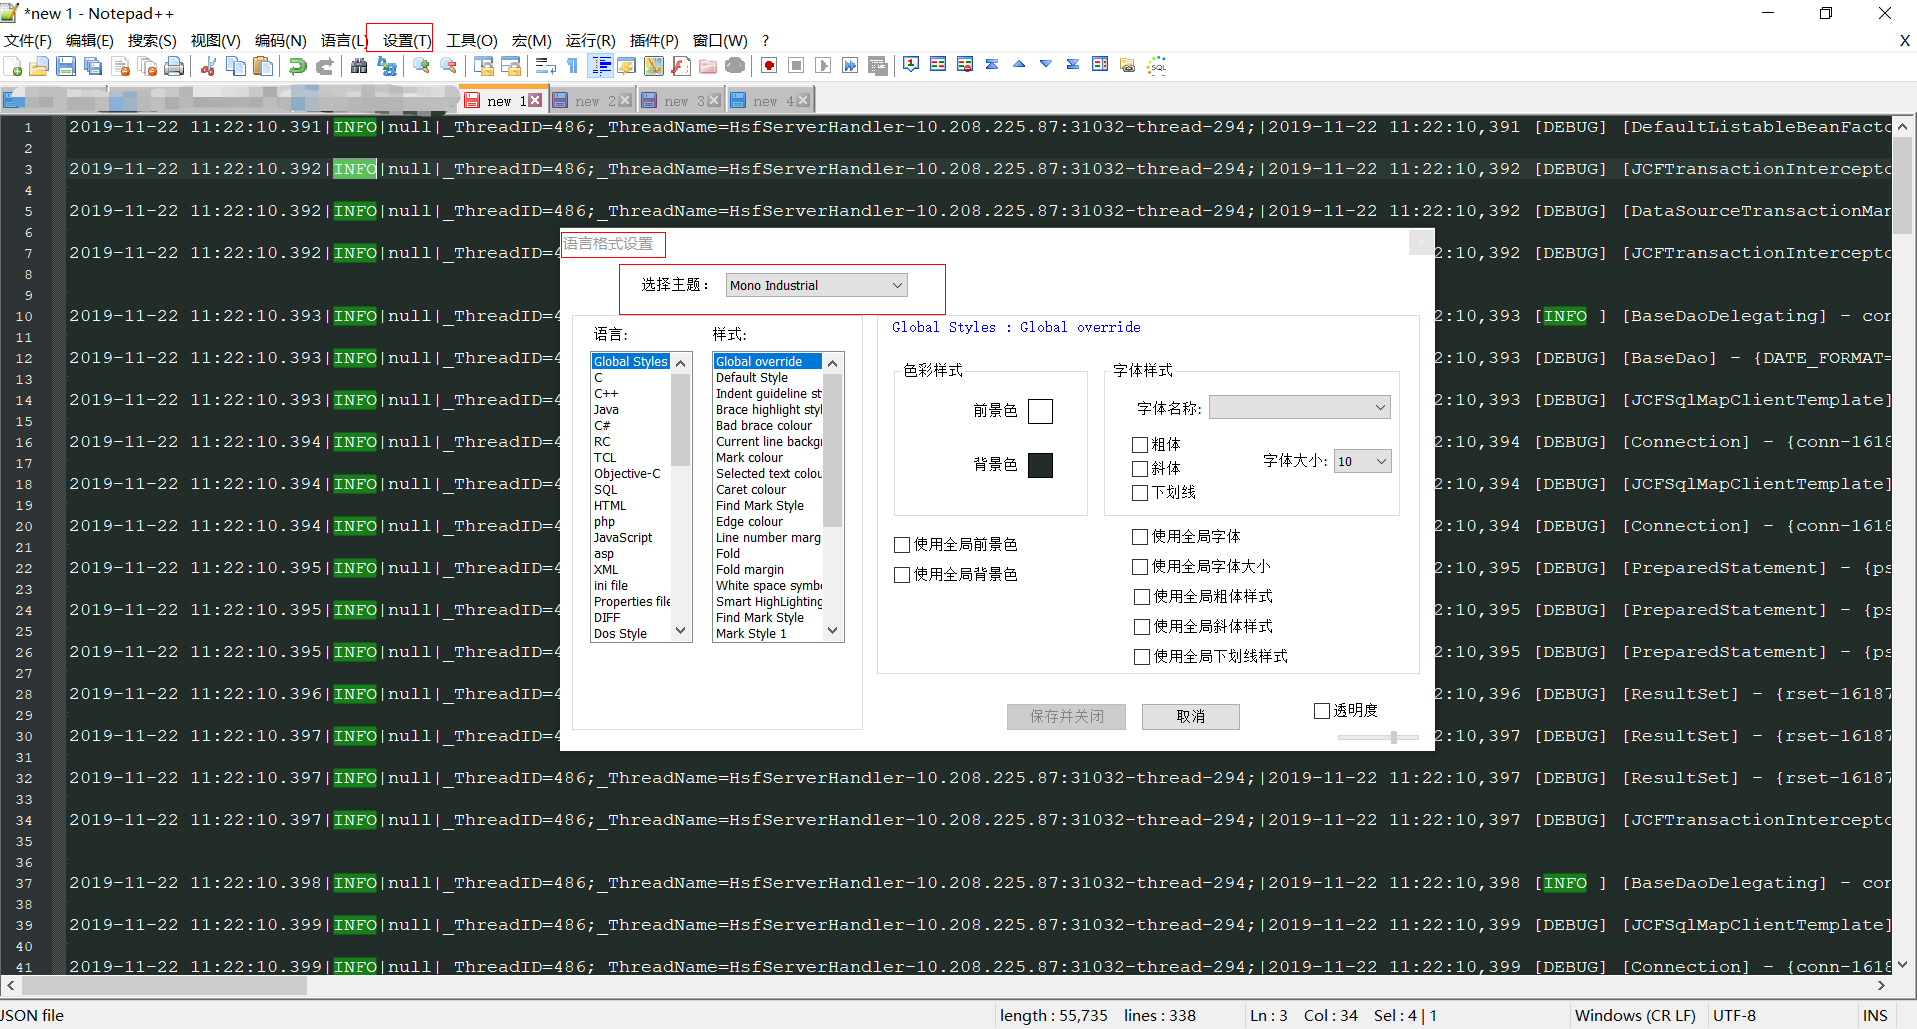 *new 1 - Notepad++
文件(F) 编辑(E) 搜索(S) 视图(V) 编码(N) 语言(L) 设置(T) 工具(O) 宏(M) 运行(R) 插件(P) 窗口(W) ? X
new 1 new 2 new 3 new 4
1 2019-11-22 11:22:10.391|INFO|null|_ThreadID=486;_ThreadName=HsfServerHandler-10.208.225.87:31032-thread-294;|2019-11-22 11:22:10,391 [DEBUG] [DefaultListableBeanFacto
2
3 2019-11-22 11:22:10.392|INFO|null|_ThreadID=486;_ThreadName=HsfServerHandler-10.208.225.87:31032-thread-294;|2019-11-22 11:22:10,392 [DEBUG] [JCFTransactionIntercepto
4
5 2019-11-22 11:22:10.392|INFO|null|_ThreadID=486;_ThreadName=HsfServerHandler-10.208.225.87:31032-thread-294;|2019-11-22 11:22:10,392 [DEBUG] [DataSourceTransactionMan
6
7 2019-11-22 11:22:10.392|INFO|null|_ThreadID=4 2:10,392 [DEBUG] [JCFTransactionIntercepto
8
9
10 2019-11-22 11:22:10.393|INFO|null|_ThreadID=4 2:10,393 [INFO ] [BaseDaoDelegating] - con
11
12 2019-11-22 11:22:10.393|INFO|null|_ThreadID=4 2:10,393 [DEBUG] [BaseDao] - {DATE_FORMAT=
13
14 2019-11-22 11:22:10.393|INFO|null|_ThreadID=4 2:10,393 [DEBUG] [JCFSqlMapClientTemplate]
15
16 2019-11-22 11:22:10.394|INFO|null|_ThreadID=4 2:10,394 [DEBUG] [Connection] - {conn-1618
17
18 2019-11-22 11:22:10.394|INFO|null|_ThreadID=4 2:10,394 [DEBUG] [JCFSqlMapClientTemplate]
19
20 2019-11-22 11:22:10.394|INFO|null|_ThreadID=4 2:10,394 [DEBUG] [Connection] - {conn-1618
21
22 2019-11-22 11:22:10.395|INFO|null|_ThreadID=4 2:10,395 [DEBUG] [PreparedStatement] - {ps
23
24 2019-11-22 11:22:10.395|INFO|null|_ThreadID=4 2:10,395 [DEBUG] [PreparedStatement] - {ps
25
26 2019-11-22 11:22:10.395|INFO|null|_ThreadID=4 2:10,395 [DEBUG] [PreparedStatement] - {ps
27
28 2019-11-22 11:22:10.396|INFO|null|_ThreadID=4 2:10,396 [DEBUG] [ResultSet] - {rset-16187
29
30 2019-11-22 11:22:10.397|INFO|null|_ThreadID=4 2:10,397 [DEBUG] [ResultSet] - {rset-16187
31
32 2019-11-22 11:22:10.397|INFO|null|_ThreadID=486;_ThreadName=HsfServerHandler-10.208.225.87:31032-thread-294;|2019-11-22 11:22:10,397 [DEBUG] [ResultSet] - {rset-16187
33
34 2019-11-22 11:22:10.397|INFO|null|_ThreadID=486;_ThreadName=HsfServerHandler-10.208.225.87:31032-thread-294;|2019-11-22 11:22:10,397 [DEBUG] [JCFTransactionIntercepto
35
36
37 2019-11-22 11:22:10.398|INFO|null|_ThreadID=486;_ThreadName=HsfServerHandler-10.208.225.87:31032-thread-294;|2019-11-22 11:22:10,398 [INFO ] [BaseDaoDelegating] - con
38
39 2019-11-22 11:22:10.399|INFO|null|_ThreadID=486;_ThreadName=HsfServerHandler-10.208.225.87:31032-thread-294;|2019-11-22 11:22:10,399 [DEBUG] [JCFSqlMapClientTemplate]
40
41 2019-11-22 11:22:10.399|INFO|null|_ThreadID=486;_ThreadName=HsfServerHandler-10.208.225.87:31032-thread-294;|2019-11-22 11:22:10,399 [DEBUG] [Connection] - {conn-1618
语言格式设置
选择主题： Mono Industrial
语言:
Global Styles
C
C++
Java
C#
RC
TCL
Objective-C
SQL
HTML
php
JavaScript
asp
XML
ini file
Properties file
DIFF
Dos Style
样式:
Global override
Default Style
Indent guideline st
Brace highlight styl
Bad brace colour
Current line backgr
Mark colour
Selected text colou
Caret colour
Find Mark Style
Edge colour
Line number marg
Fold
Fold margin
White space symbo
Smart HighLighting
Find Mark Style
Mark Style 1
Global Styles : Global override
色彩样式
前景色
背景色
字体样式
字体名称:
粗体
斜体
下划线
字体大小: 10
使用全局前景色
使用全局背景色
使用全局字体
使用全局字体大小
使用全局粗体样式
使用全局斜体样式
使用全局下划线样式
保存并关闭 取消 透明度
JSON file length : 55,735 lines : 338 Ln : 3 Col : 34 Sel : 4 | 1 Windows (CR LF) UTF-8 INS